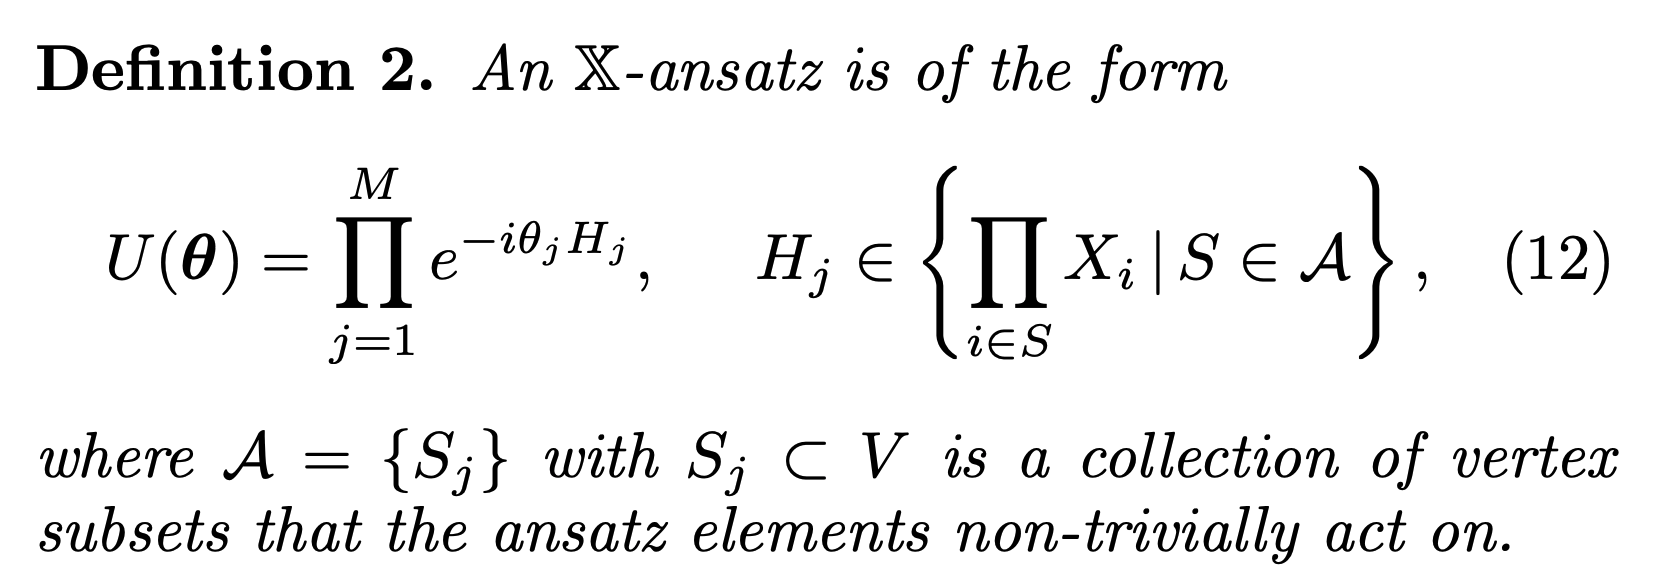 Definition 2. An 𝕏-ansatz is of the form
U(θ) = ∏_{j=1}^{M} e^{−iθ_j H_j}, H_j ∈ {∏_{i∈S} X_i | S ∈ 𝒜}, (12)
where 𝒜 = {S_j} with S_j ⊂ V is a collection of vertex
subsets that the ansatz elements non-trivially act on.